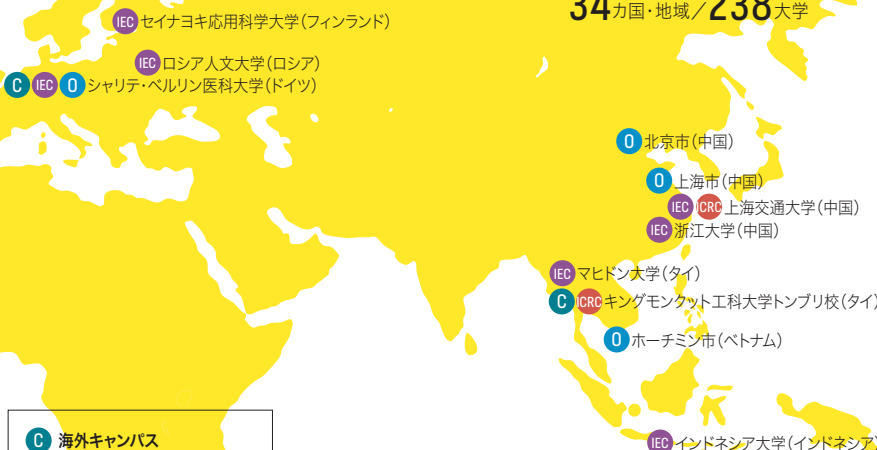 34カ国・地域／238大学
IEC セイナヨキ応用科学大学（フィンランド）
IEC ロシア人文大学（ロシア）
C IEC O シャリテ・ベルリン医科大学（ドイツ）
O 北京市（中国）
O 上海市（中国）
IEC ICRC 上海交通大学（中国）
IEC 浙江大学（中国）
IEC マヒドン大学（タイ）
C ICRC キングモンクット工科大学トンブリ校（タイ）
O ホーチミン市（ベトナム）
C 海外キャンパス
IEC インドネシア大学（インドネシア）